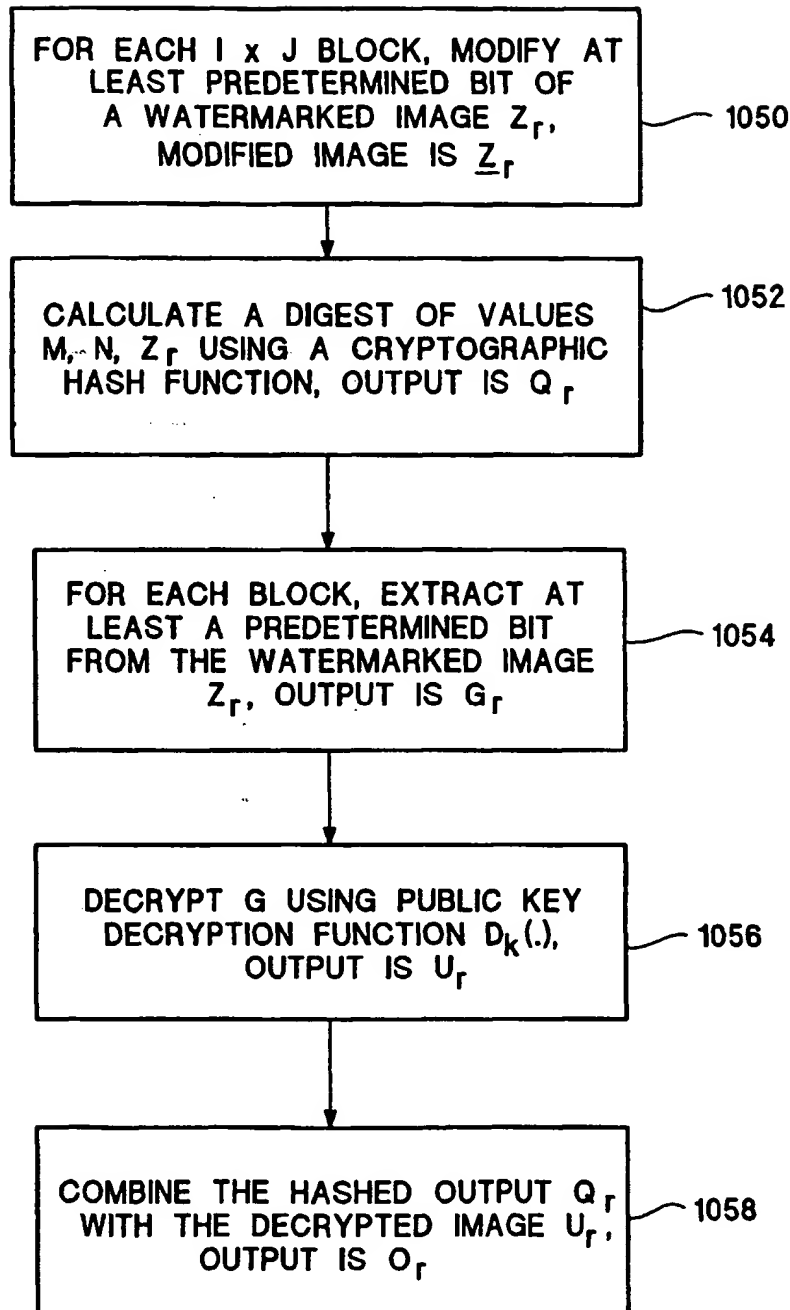 FOR EACH I x J BLOCK, MODIFY AT
LEAST PREDETERMINED BIT OF
A WATERMARKED IMAGE Zr,
MODIFIED IMAGE IS Zr
1050
CALCULATE A DIGEST OF VALUES
M, N, Zr USING A CRYPTOGRAPHIC
HASH FUNCTION, OUTPUT IS Qr
1052
FOR EACH BLOCK, EXTRACT AT
LEAST A PREDETERMINED BIT
FROM THE WATERMARKED IMAGE
Zr, OUTPUT IS Gr
1054
DECRYPT G USING PUBLIC KEY
DECRYPTION FUNCTION Dk(.),
OUTPUT IS Ur
1056
COMBINE THE HASHED OUTPUT Qr
WITH THE DECRYPTED IMAGE Ur,
OUTPUT IS Or
1058